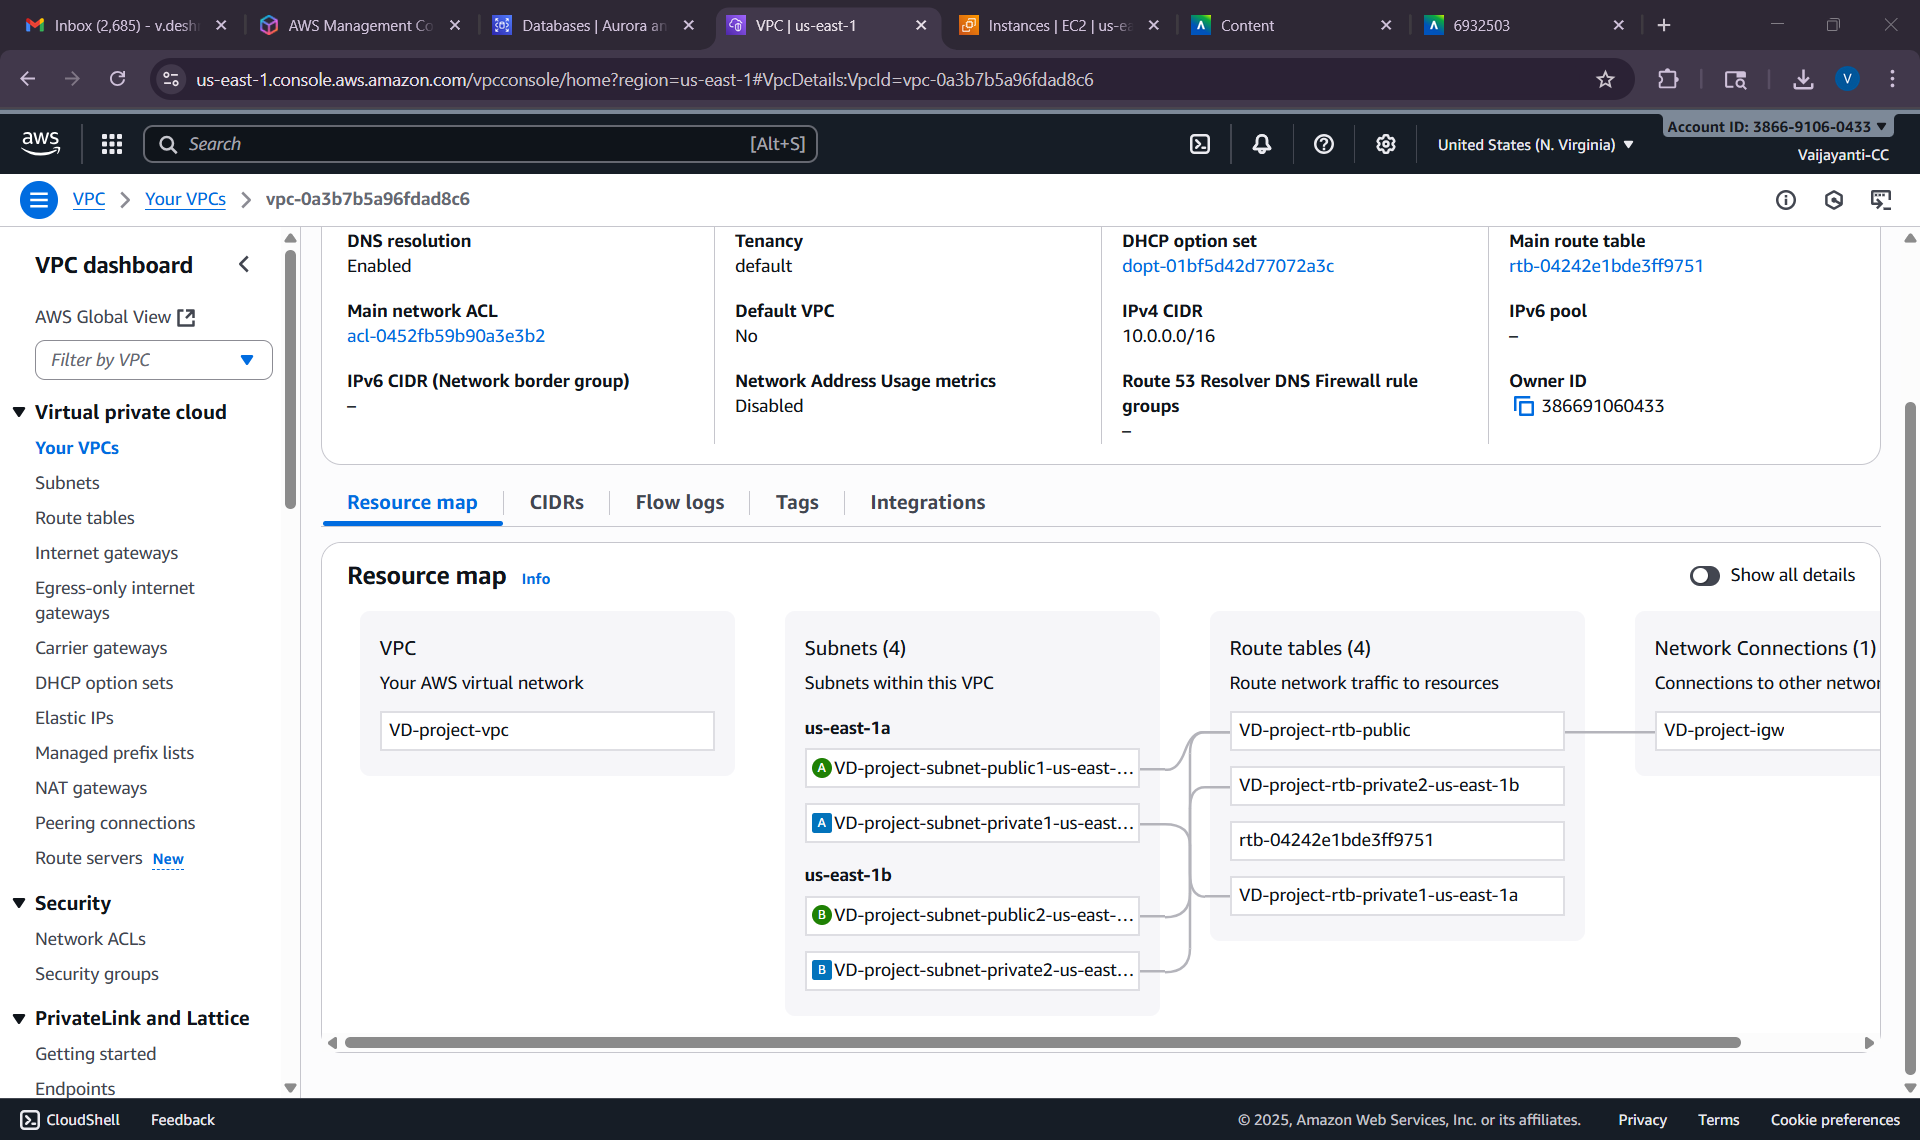 Inbox (2,685) - v.desh
AWS Management Co
Databases | Aurora an
VPC | us-east-1
Instances | EC2 | us-ea
Content
6932503
us-east-1.console.aws.amazon.com/vpcconsole/home?region=us-east-1#VpcDetails:VpcId=vpc-0a3b7b5a96fdad8c6
V
aws
Search
[Alt+S]
United States (N. Virginia)
Account ID: 3866-9106-0433
Vaijayanti-CC
VPC
Your VPCs
vpc-0a3b7b5a96fdad8c6
VPC dashboard
AWS Global View
Filter by VPC
Virtual private cloud
Your VPCs
Subnets
Route tables
Internet gateways
Egress-only internet
gateways
Carrier gateways
DHCP option sets
Elastic IPs
Managed prefix lists
NAT gateways
Peering connections
Route servers New
Security
Network ACLs
Security groups
PrivateLink and Lattice
Getting started
Endpoints
DNS resolution
Enabled
Tenancy
default
DHCP option set
dopt-01bf5d42d77072a3c
Main route table
rtb-04242e1bde3ff9751
Main network ACL
acl-0452fb59b90a3e3b2
Default VPC
No
IPv4 CIDR
10.0.0.0/16
IPv6 pool
–
IPv6 CIDR (Network border group)
–
Network Address Usage metrics
Disabled
Route 53 Resolver DNS Firewall rule
groups
–
Owner ID
386691060433
Resource map
CIDRs
Flow logs
Tags
Integrations
Resource map Info
Show all details
VPC
Your AWS virtual network
VD-project-vpc
Subnets (4)
Subnets within this VPC
us-east-1a
A VD-project-subnet-public1-us-east-...
A VD-project-subnet-private1-us-east...
us-east-1b
B VD-project-subnet-public2-us-east-...
B VD-project-subnet-private2-us-east...
Route tables (4)
Route network traffic to resources
VD-project-rtb-public
VD-project-rtb-private2-us-east-1b
rtb-04242e1bde3ff9751
VD-project-rtb-private1-us-east-1a
Network Connections (1)
Connections to other networ
VD-project-igw
CloudShell
Feedback
© 2025, Amazon Web Services, Inc. or its affiliates.
Privacy
Terms
Cookie preferences